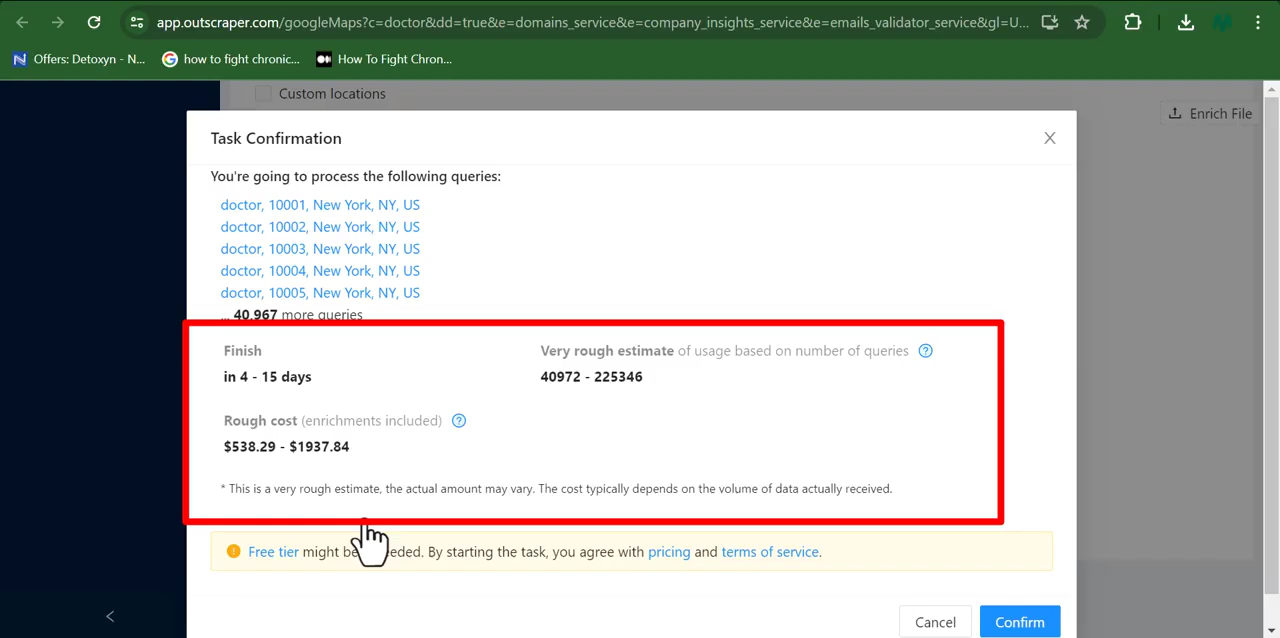 app.outscraper.com/googleMaps?c=doctor&dd=true&e=domains_service&e=company_insights_service&e=emails_validator_service&gl=U...
Offers: Detoxyn - N... how to fight chronic... How To Fight Chron...
Custom locations
Enrich File
Task Confirmation
You're going to process the following queries:
doctor, 10001, New York, NY, US
doctor, 10002, New York, NY, US
doctor, 10003, New York, NY, US
doctor, 10004, New York, NY, US
doctor, 10005, New York, NY, US
... 40,967 more queries
Finish
Very rough estimate of usage based on number of queries
in 4 - 15 days
40972 - 225346
Rough cost (enrichments included)
$538.29 - $1937.84
* This is a very rough estimate, the actual amount may vary. The cost typically depends on the volume of data actually received.
Free tier might be By starting the task, you agree with pricing and terms of service.
Cancel Confirm